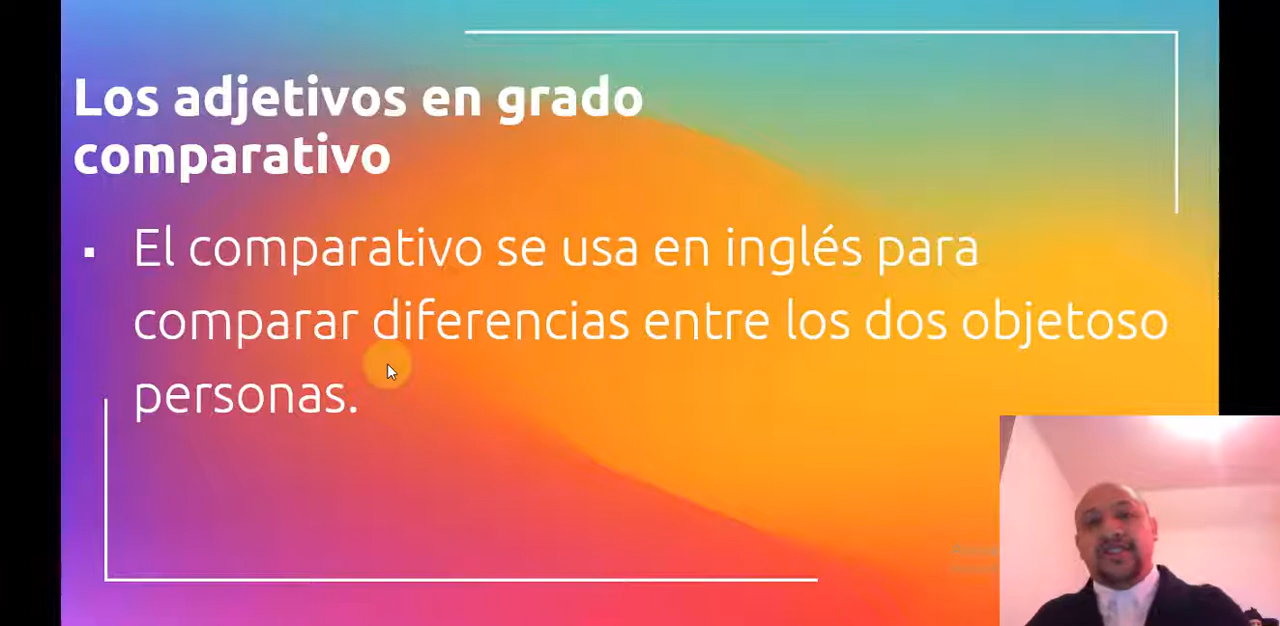 Los adjetivos en grado
comparativo
▪ El comparativo se usa en inglés para
comparar diferencias entre los dos objetoso
personas.